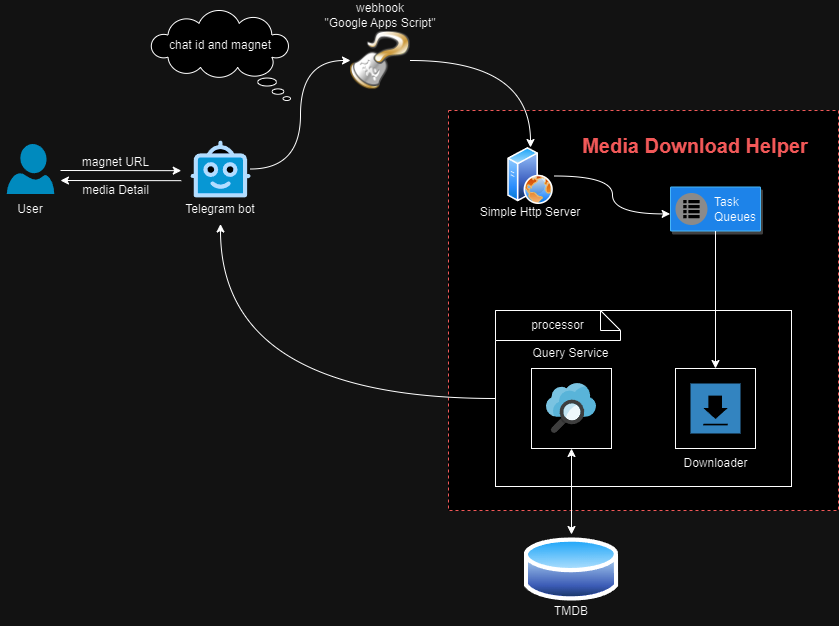 webhook
"Google Apps Script"
chat id and magnet
Media Download Helper
magnet URL
media Detail
User
Telegram bot
Simple Http Server
Task
Queues
processor
Query Service
Downloader
TMDB